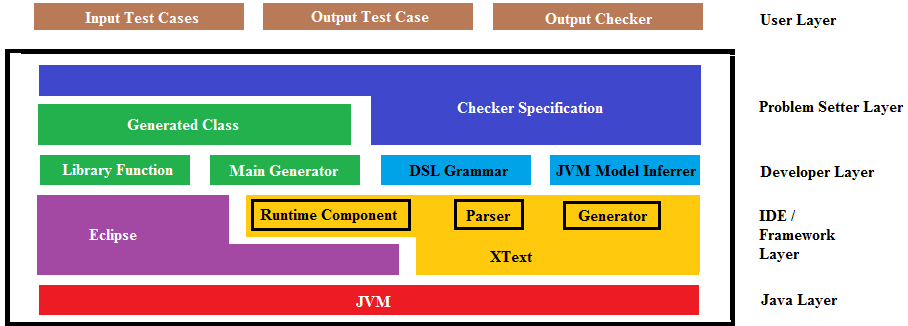 Input Test Cases
Output Test Case
Output Checker
User Layer
Checker Specification
Problem Setter Layer
Generated Class
Library Function
Main Generator
DSL Grammar
JVM Model Inferrer
Developer Layer
Runtime Component
Parser
Generator
IDE /
Framework
Layer
Eclipse
XText
JVM
Java Layer